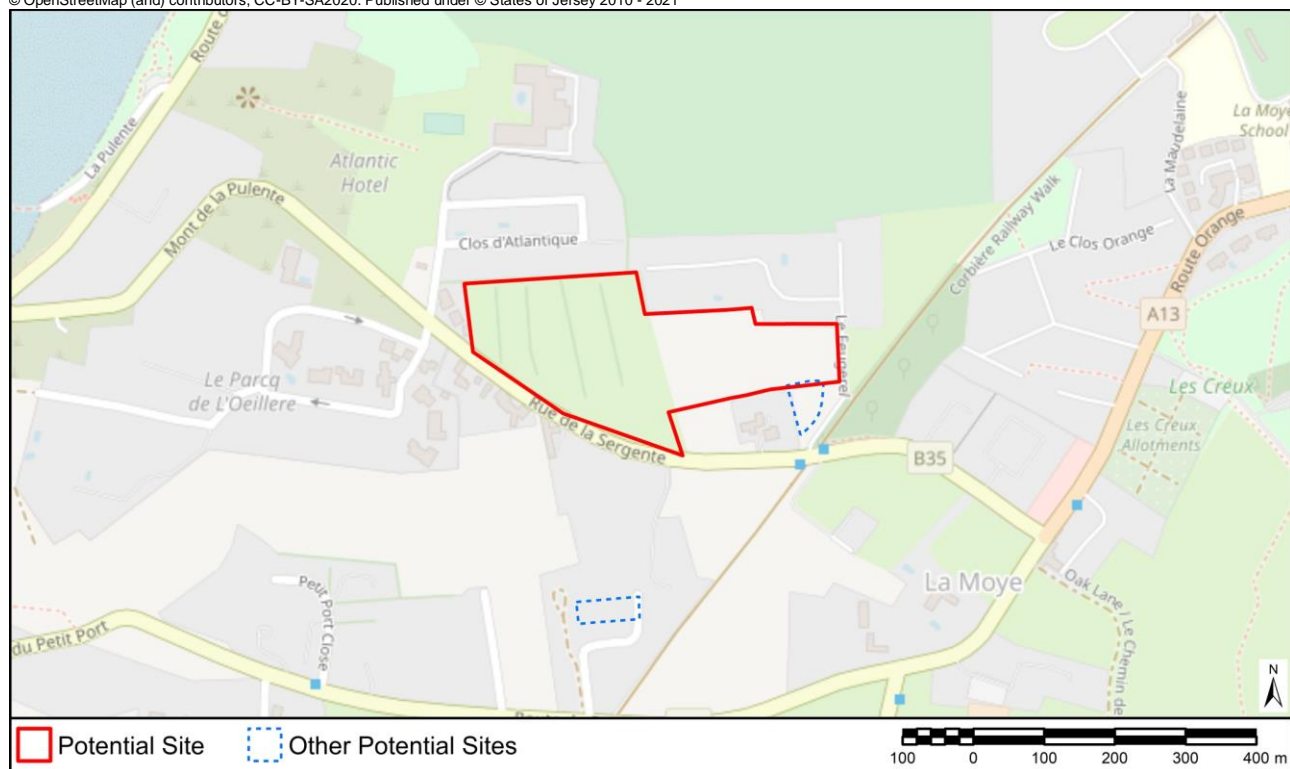 © OpenStreetMap (and) contributors, CC-BY-SA2020. Published under © States of Jersey 2010 - 2021
Route
La Pulente
Mont de la Pulente
Atlantic
Hotel
Clos d'Atlantique
Le Parcq
de L'Oeillere
Rue de la Sergente
Le Feugerel
Corbière Railway Walk
Le Clos Orange
La Maudelaine
Route Orange
La Moye
School
A13
Les Creux
Les Creux
Allotments
B35
La Moye
Oak Lane / Le Chemin de
Petit Port Close
du Petit Port
N
Potential Site
Other Potential Sites
100 0 100 200 300 400 m